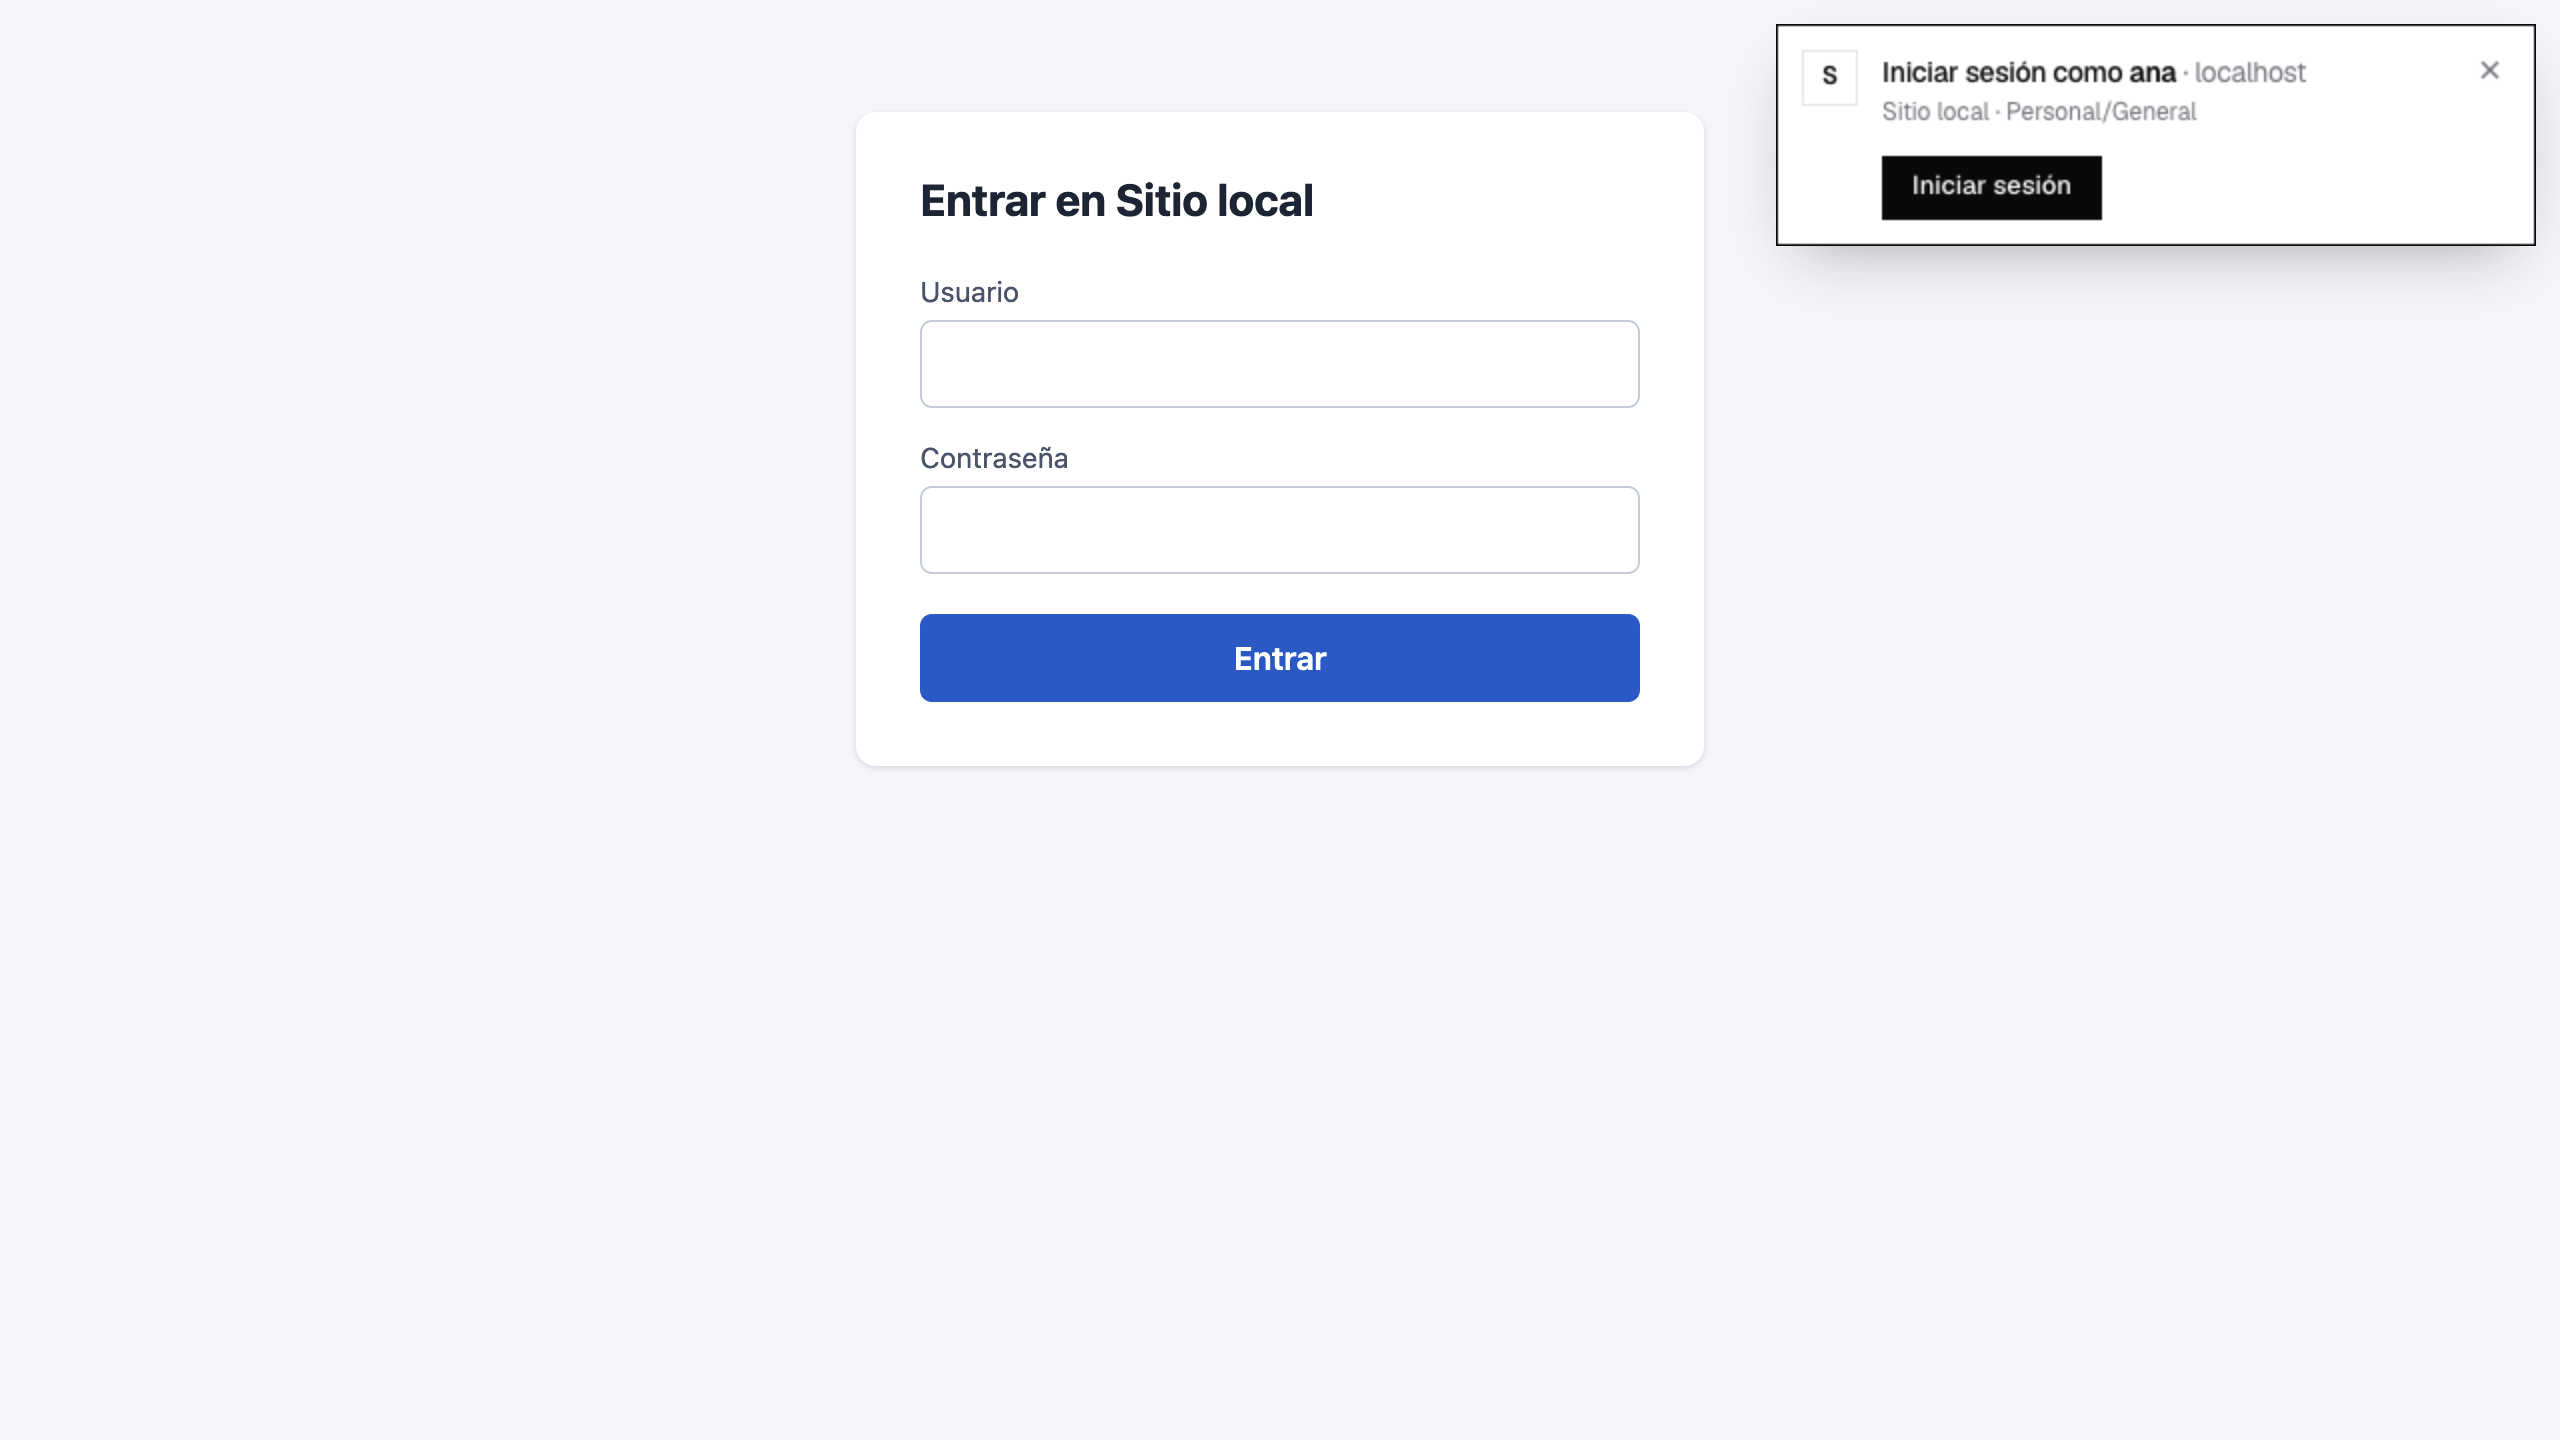 Entrar en Sitio local
Usuario
Contraseña
Entrar
S
Iniciar sesión como ana · localhost
Sitio local · Personal/General
Iniciar sesión